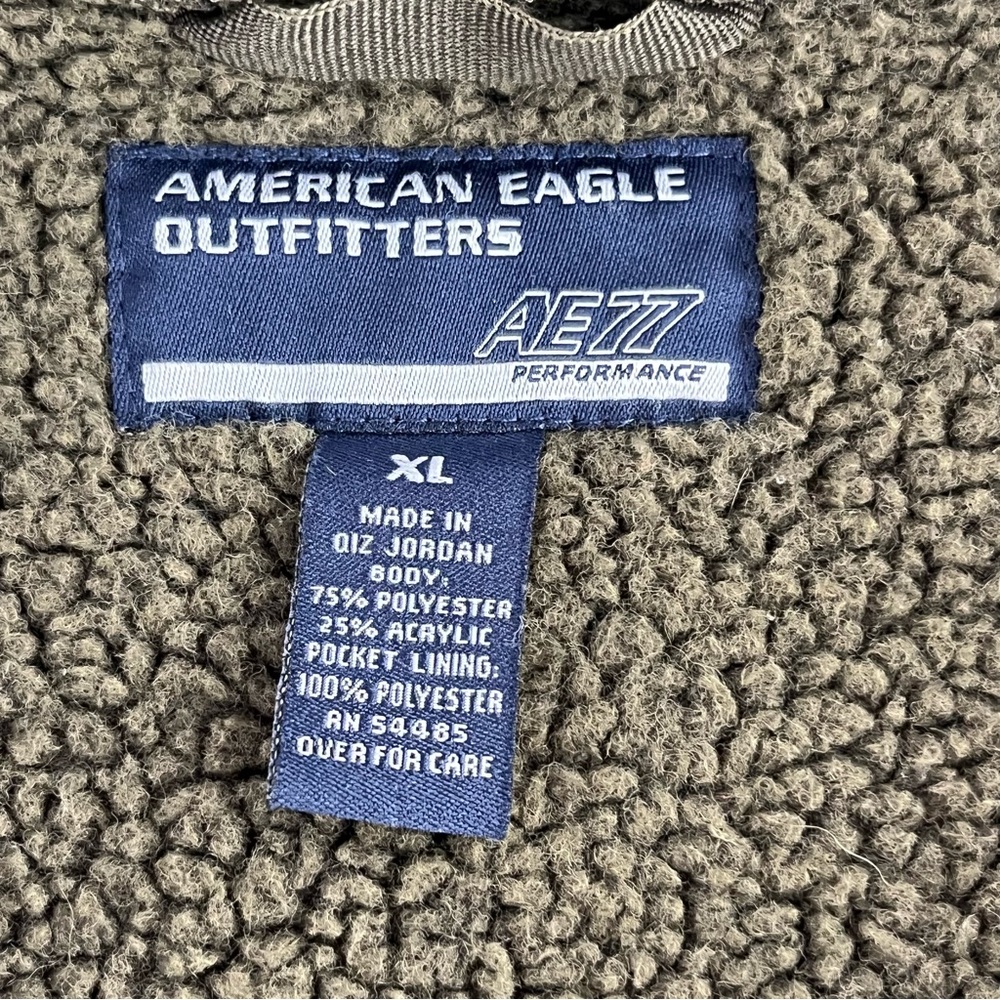 AMERICAN EAGLE
OUTFITTERS
AE77
PERFORMANCE
XL
MADE IN
QIZ JORDAN
BODY:
75% POLYESTER
25% ACRYLIC
POCKET LINING:
100% POLYESTER
RN 54485
OVER FOR CARE